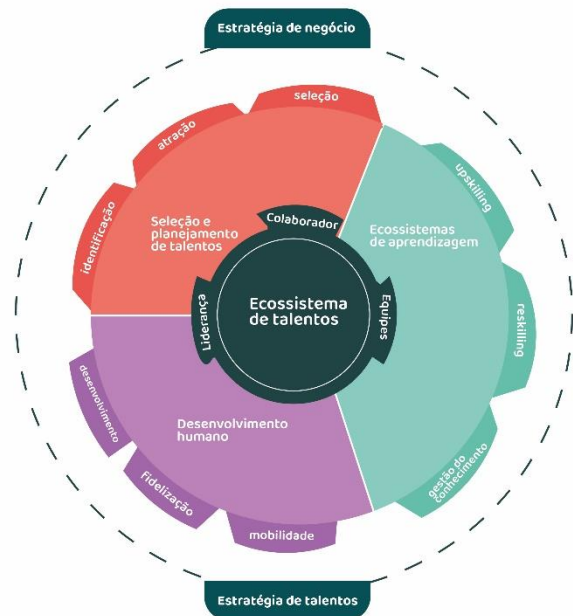 Estratégia de negócio
seleção
atração
identificação
Seleção e
planejamento
de talentos
Colaborador
Ecossistemas
de aprendizagem
upskilling
reskilling
gestão do
conhecimento
Liderança
Ecossistema
de talentos
Equipes
Desenvolvimento
humano
desenvolvimento
Fidelização
mobilidade
Estratégia de talentos